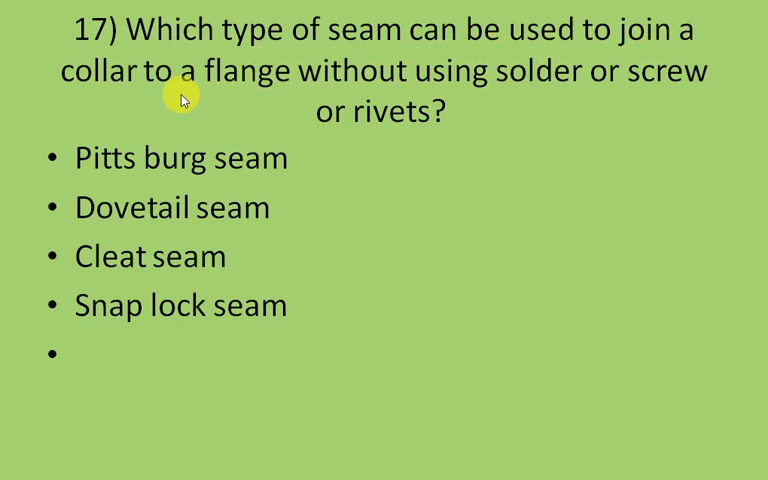 17) Which type of seam can be used to join a
collar to a flange without using solder or screw
or rivets?
• Pitts burg seam
• Dovetail seam
• Cleat seam
• Snap lock seam
•